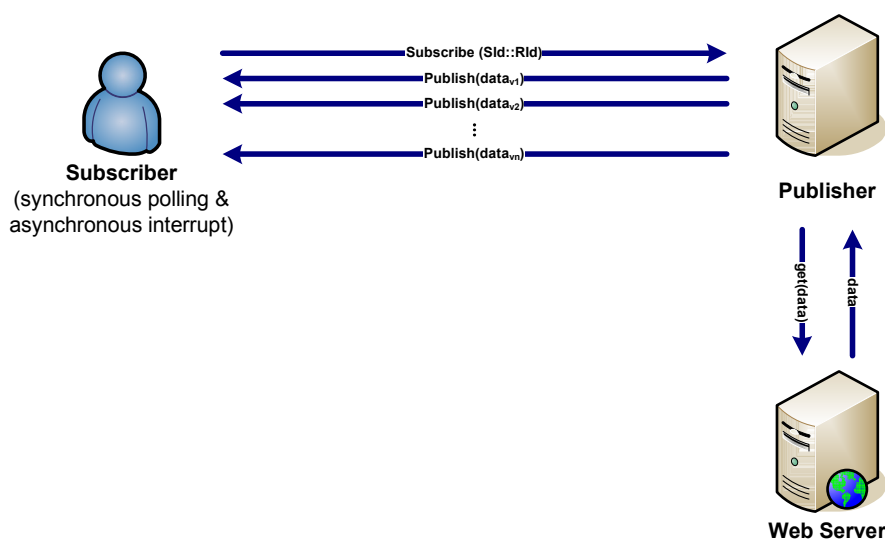 Subscribe (SId::RId)
Publish(datav1)
Publish(datav2)
⋮
Publish(datavn)
Subscriber
(synchronous polling &
asynchronous interrupt)
Publisher
get(data)
data
Web Server